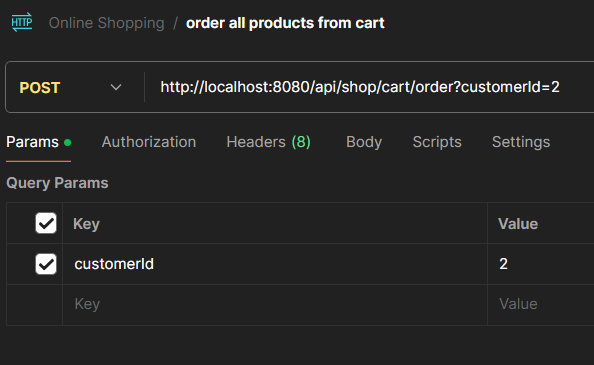 HTTP Online Shopping / order all products from cart
POST http://localhost:8080/api/shop/cart/order?customerId=2
Params Authorization Headers (8) Body Scripts Settings
Query Params
Key Value
customerId 2
Key Value